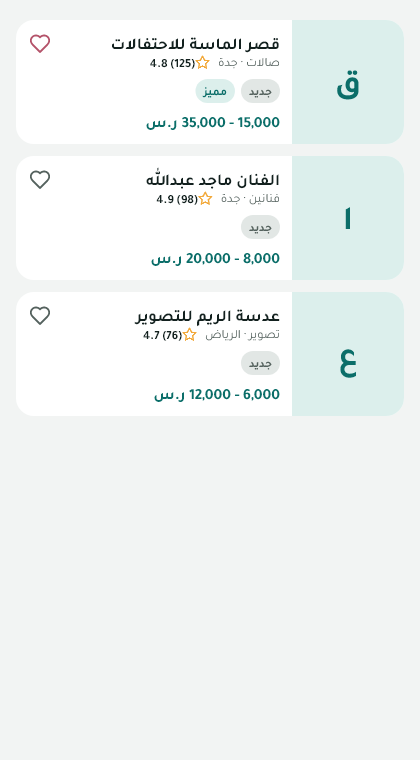 ق
قصر الماسة للاحتفالات
صالات · جدة 4.8 (125)
جديد مميز
15,000 - 35,000 ر.س
ا
الفنان ماجد عبدالله
فنانين · جدة 4.9 (98)
جديد
8,000 - 20,000 ر.س
ع
عدسة الريم للتصوير
تصوير · الرياض 4.7 (76)
جديد
6,000 - 12,000 ر.س